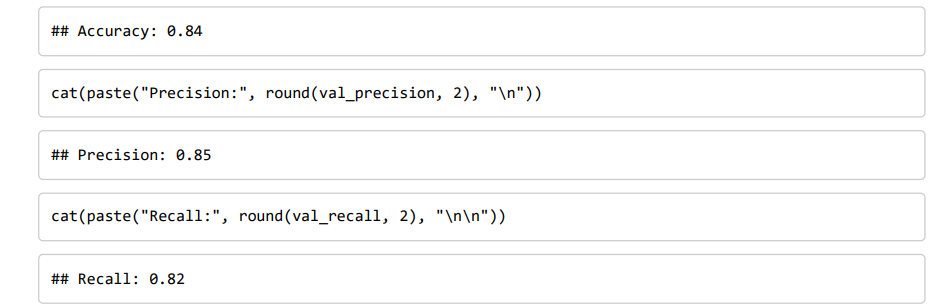 ## Accuracy: 0.84
cat(paste("Precision:", round(val_precision, 2), "\n"))
## Precision: 0.85
cat(paste("Recall:", round(val_recall, 2), "\n\n"))
## Recall: 0.82